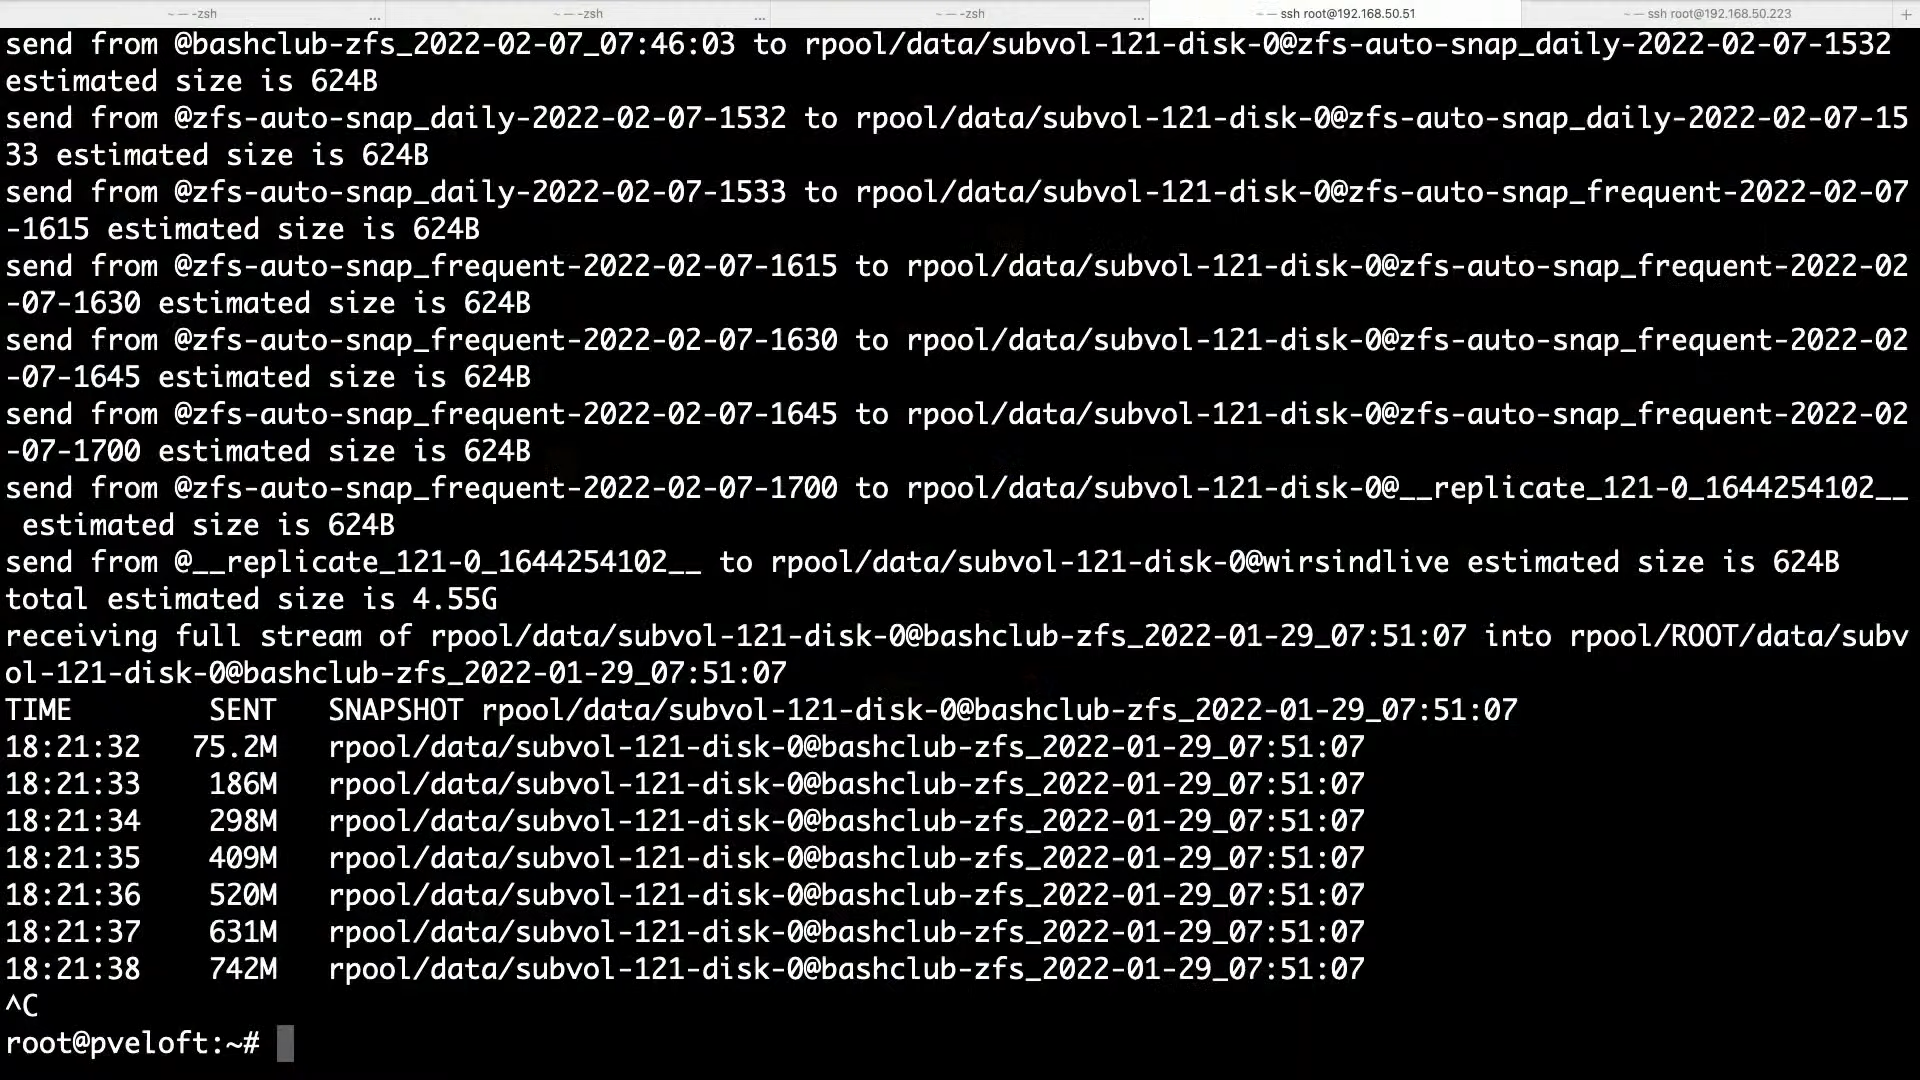 ~ — -zsh ... ~ — -zsh ... ~ — -zsh ... ~ — ssh root@192.168.50.51 ~ — ssh root@192.168.50.223 +
send from @bashclub-zfs_2022-02-07_07:46:03 to rpool/data/subvol-121-disk-0@zfs-auto-snap_daily-2022-02-07-1532
estimated size is 624B
send from @zfs-auto-snap_daily-2022-02-07-1532 to rpool/data/subvol-121-disk-0@zfs-auto-snap_daily-2022-02-07-15
33 estimated size is 624B
send from @zfs-auto-snap_daily-2022-02-07-1533 to rpool/data/subvol-121-disk-0@zfs-auto-snap_frequent-2022-02-07
-1615 estimated size is 624B
send from @zfs-auto-snap_frequent-2022-02-07-1615 to rpool/data/subvol-121-disk-0@zfs-auto-snap_frequent-2022-02
-07-1630 estimated size is 624B
send from @zfs-auto-snap_frequent-2022-02-07-1630 to rpool/data/subvol-121-disk-0@zfs-auto-snap_frequent-2022-02
-07-1645 estimated size is 624B
send from @zfs-auto-snap_frequent-2022-02-07-1645 to rpool/data/subvol-121-disk-0@zfs-auto-snap_frequent-2022-02
-07-1700 estimated size is 624B
send from @zfs-auto-snap_frequent-2022-02-07-1700 to rpool/data/subvol-121-disk-0@__replicate_121-0_1644254102__
 estimated size is 624B
send from @__replicate_121-0_1644254102__ to rpool/data/subvol-121-disk-0@wirsindlive estimated size is 624B
total estimated size is 4.55G
receiving full stream of rpool/data/subvol-121-disk-0@bashclub-zfs_2022-01-29_07:51:07 into rpool/ROOT/data/subv
ol-121-disk-0@bashclub-zfs_2022-01-29_07:51:07
TIME        SENT   SNAPSHOT rpool/data/subvol-121-disk-0@bashclub-zfs_2022-01-29_07:51:07
18:21:32   75.2M   rpool/data/subvol-121-disk-0@bashclub-zfs_2022-01-29_07:51:07
18:21:33    186M   rpool/data/subvol-121-disk-0@bashclub-zfs_2022-01-29_07:51:07
18:21:34    298M   rpool/data/subvol-121-disk-0@bashclub-zfs_2022-01-29_07:51:07
18:21:35    409M   rpool/data/subvol-121-disk-0@bashclub-zfs_2022-01-29_07:51:07
18:21:36    520M   rpool/data/subvol-121-disk-0@bashclub-zfs_2022-01-29_07:51:07
18:21:37    631M   rpool/data/subvol-121-disk-0@bashclub-zfs_2022-01-29_07:51:07
18:21:38    742M   rpool/data/subvol-121-disk-0@bashclub-zfs_2022-01-29_07:51:07
^C
root@pveloft:~#